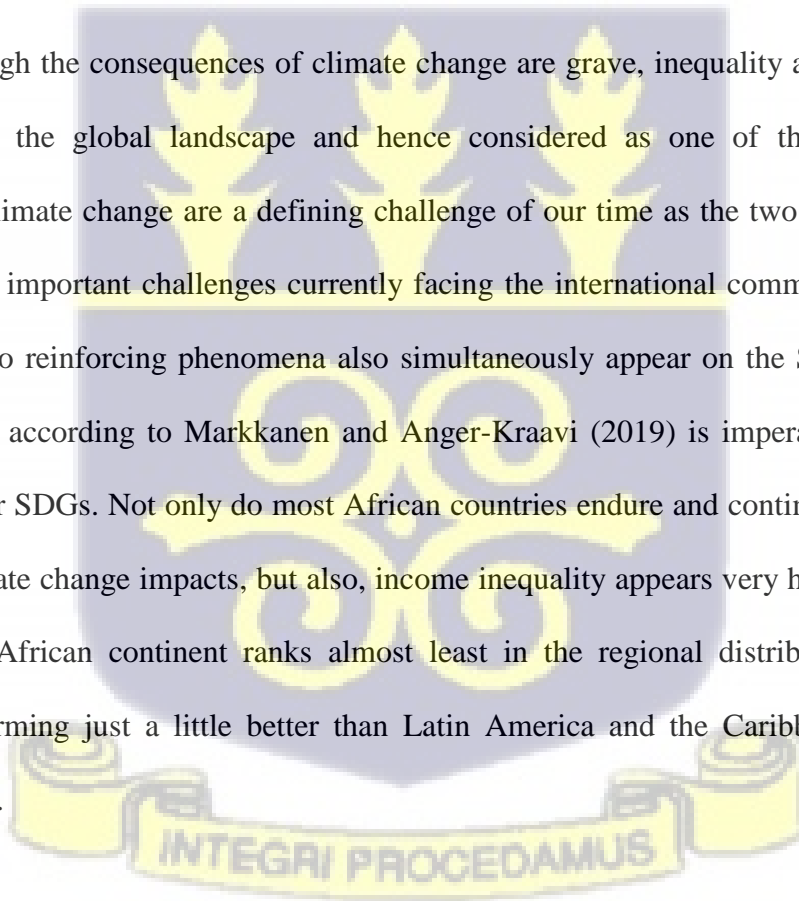 gh the consequences of climate change are grave, inequality a
the global landscape and hence considered as one of th
limate change are a defining challenge of our time as the two
important challenges currently facing the international comm
o reinforcing phenomena also simultaneously appear on the S
according to Markkanen and Anger-Kraavi (2019) is impera
r SDGs. Not only do most African countries endure and contin
ate change impacts, but also, income inequality appears very h
African continent ranks almost least in the regional distrib
rming just a little better than Latin America and the Caribb
.
INTEGRI PROCEDAMUS